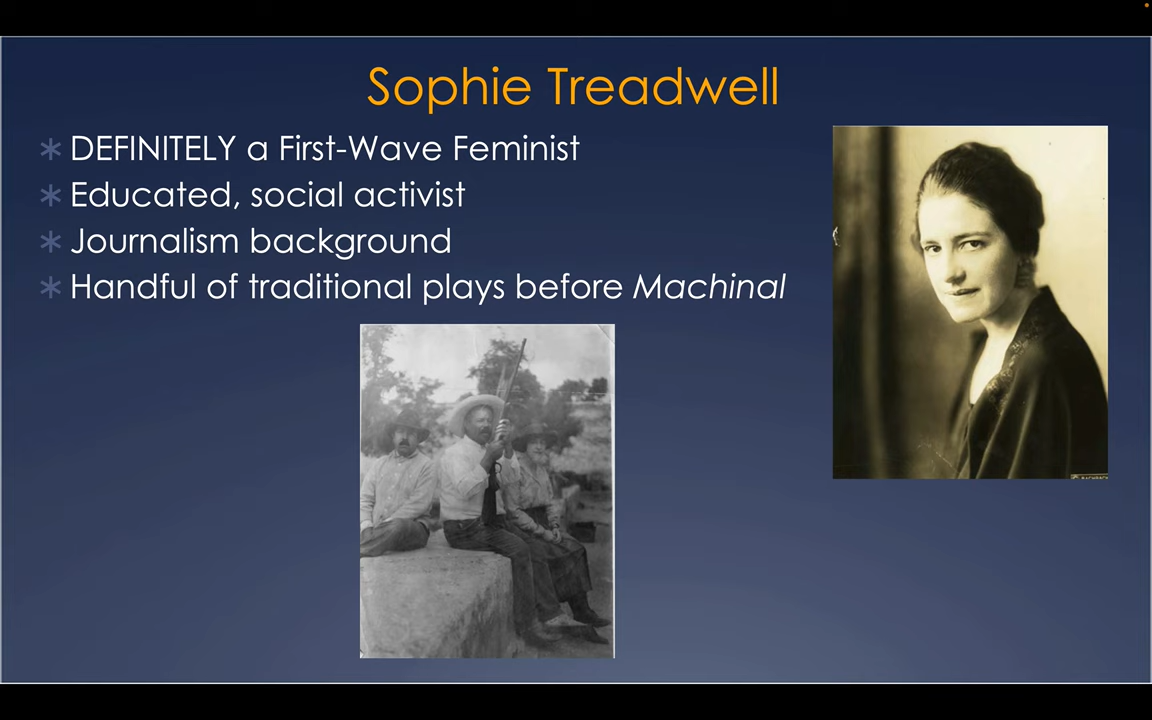 Sophie Treadwell
DEFINITELY a First-Wave Feminist
Educated, social activist
Journalism background
Handful of traditional plays before Machinal